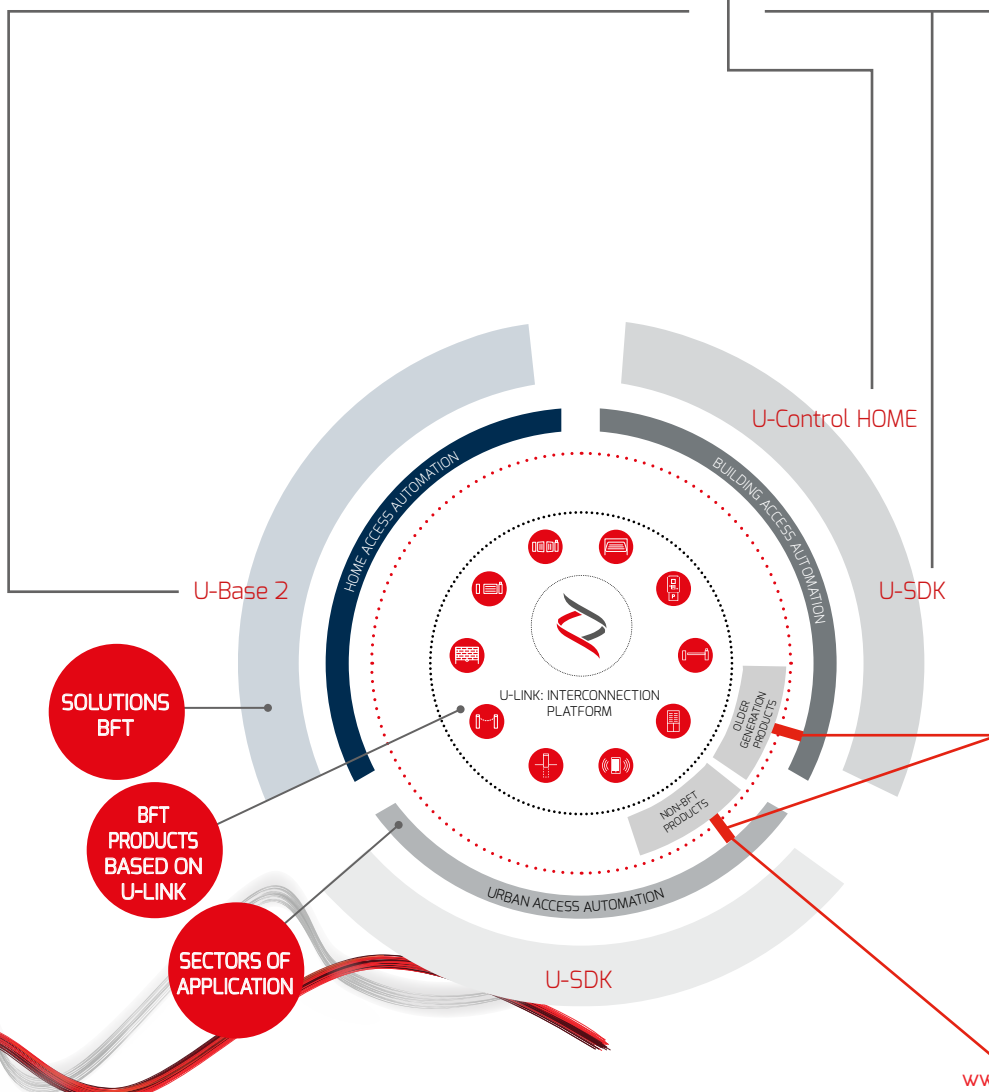 U-Control HOME
HOME ACCESS AUTOMATION
BUILDING ACCESS AUTOMATION
U-Base 2
U-SDK
P
U-LINK: INTERCONNECTION
PLATFORM
SOLUTIONS
BFT
OLDER
GENERATION
PRODUCTS
NON-BFT
PRODUCTS
BFT
PRODUCTS
BASED ON
U-LINK
URBAN ACCESS AUTOMATION
SECTORS OF
APPLICATION
U-SDK